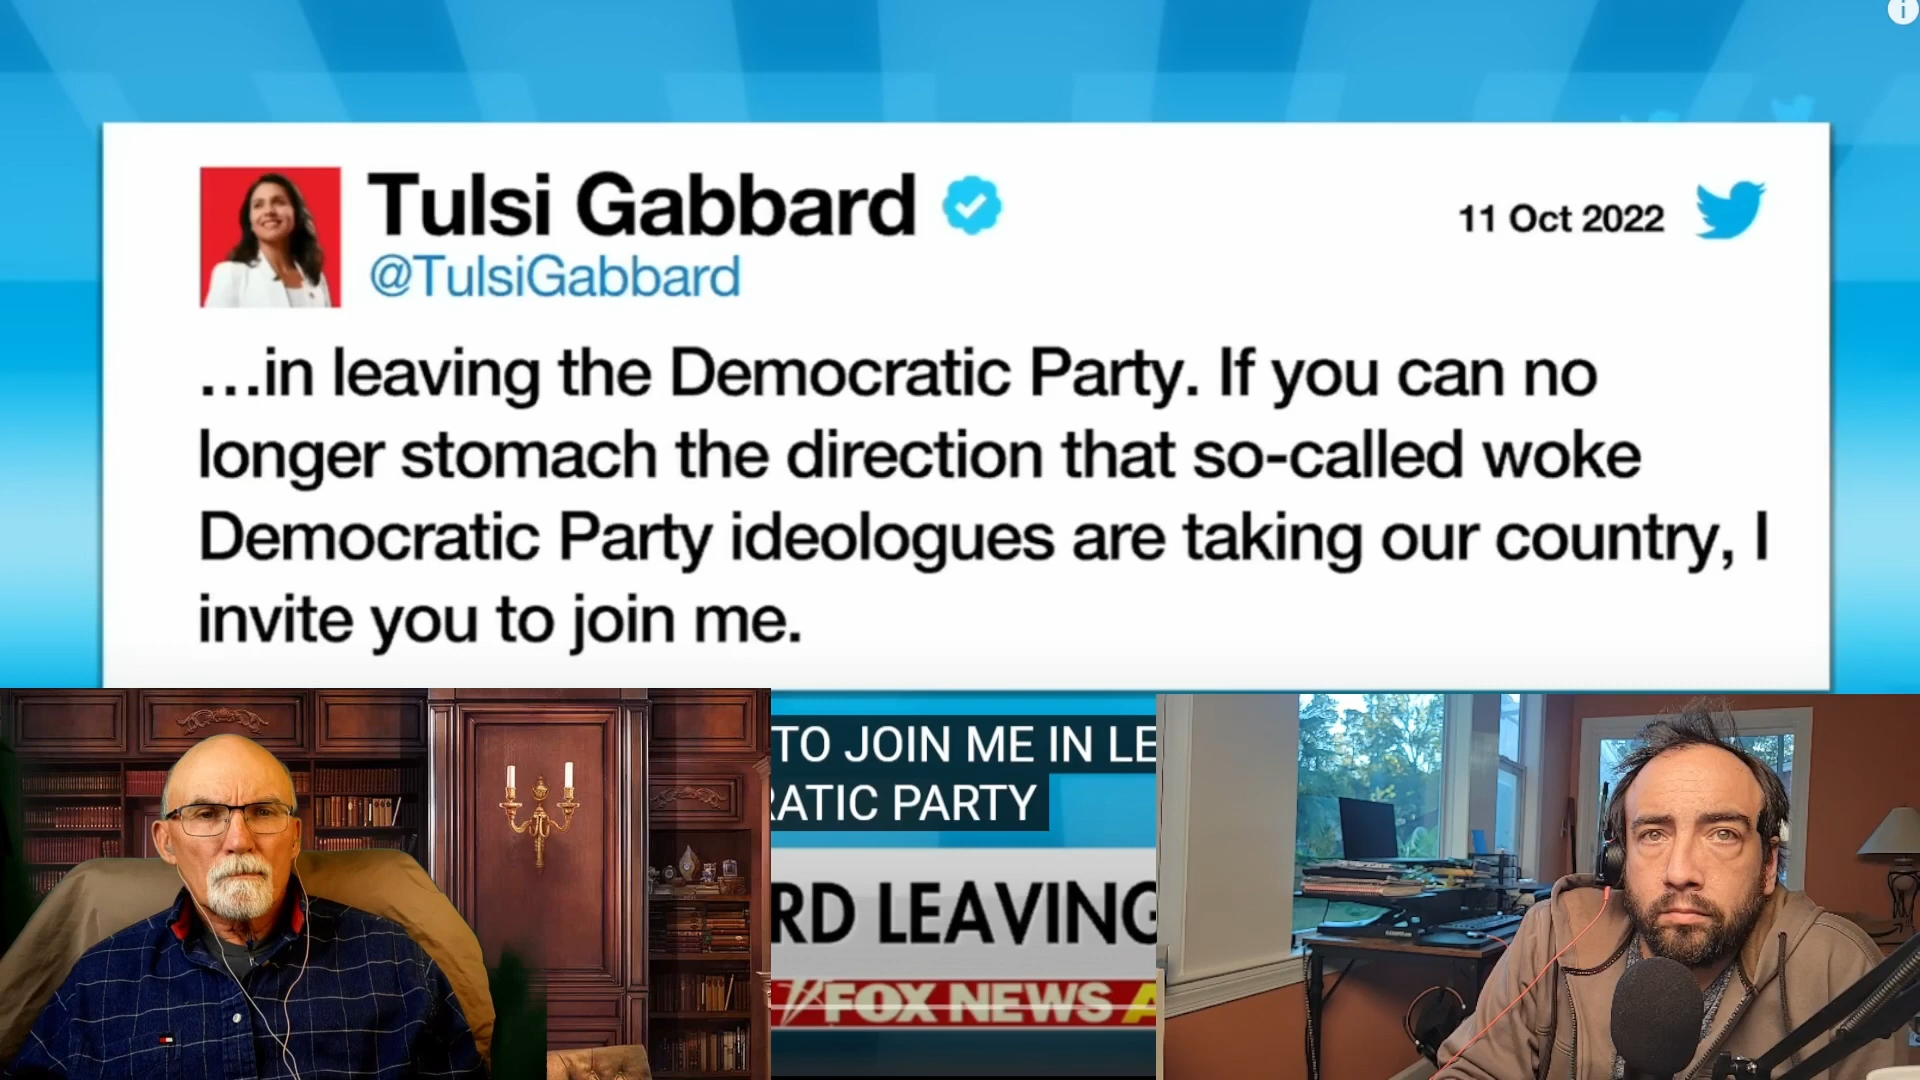 Tulsi Gabbard
@TulsiGabbard
11 Oct 2022
...in leaving the Democratic Party. If you can no
longer stomach the direction that so-called woke
Democratic Party ideologues are taking our country, I
invite you to join me.
TO JOIN ME IN LE
RATIC PARTY
RD LEAVING
FOX NEWS A